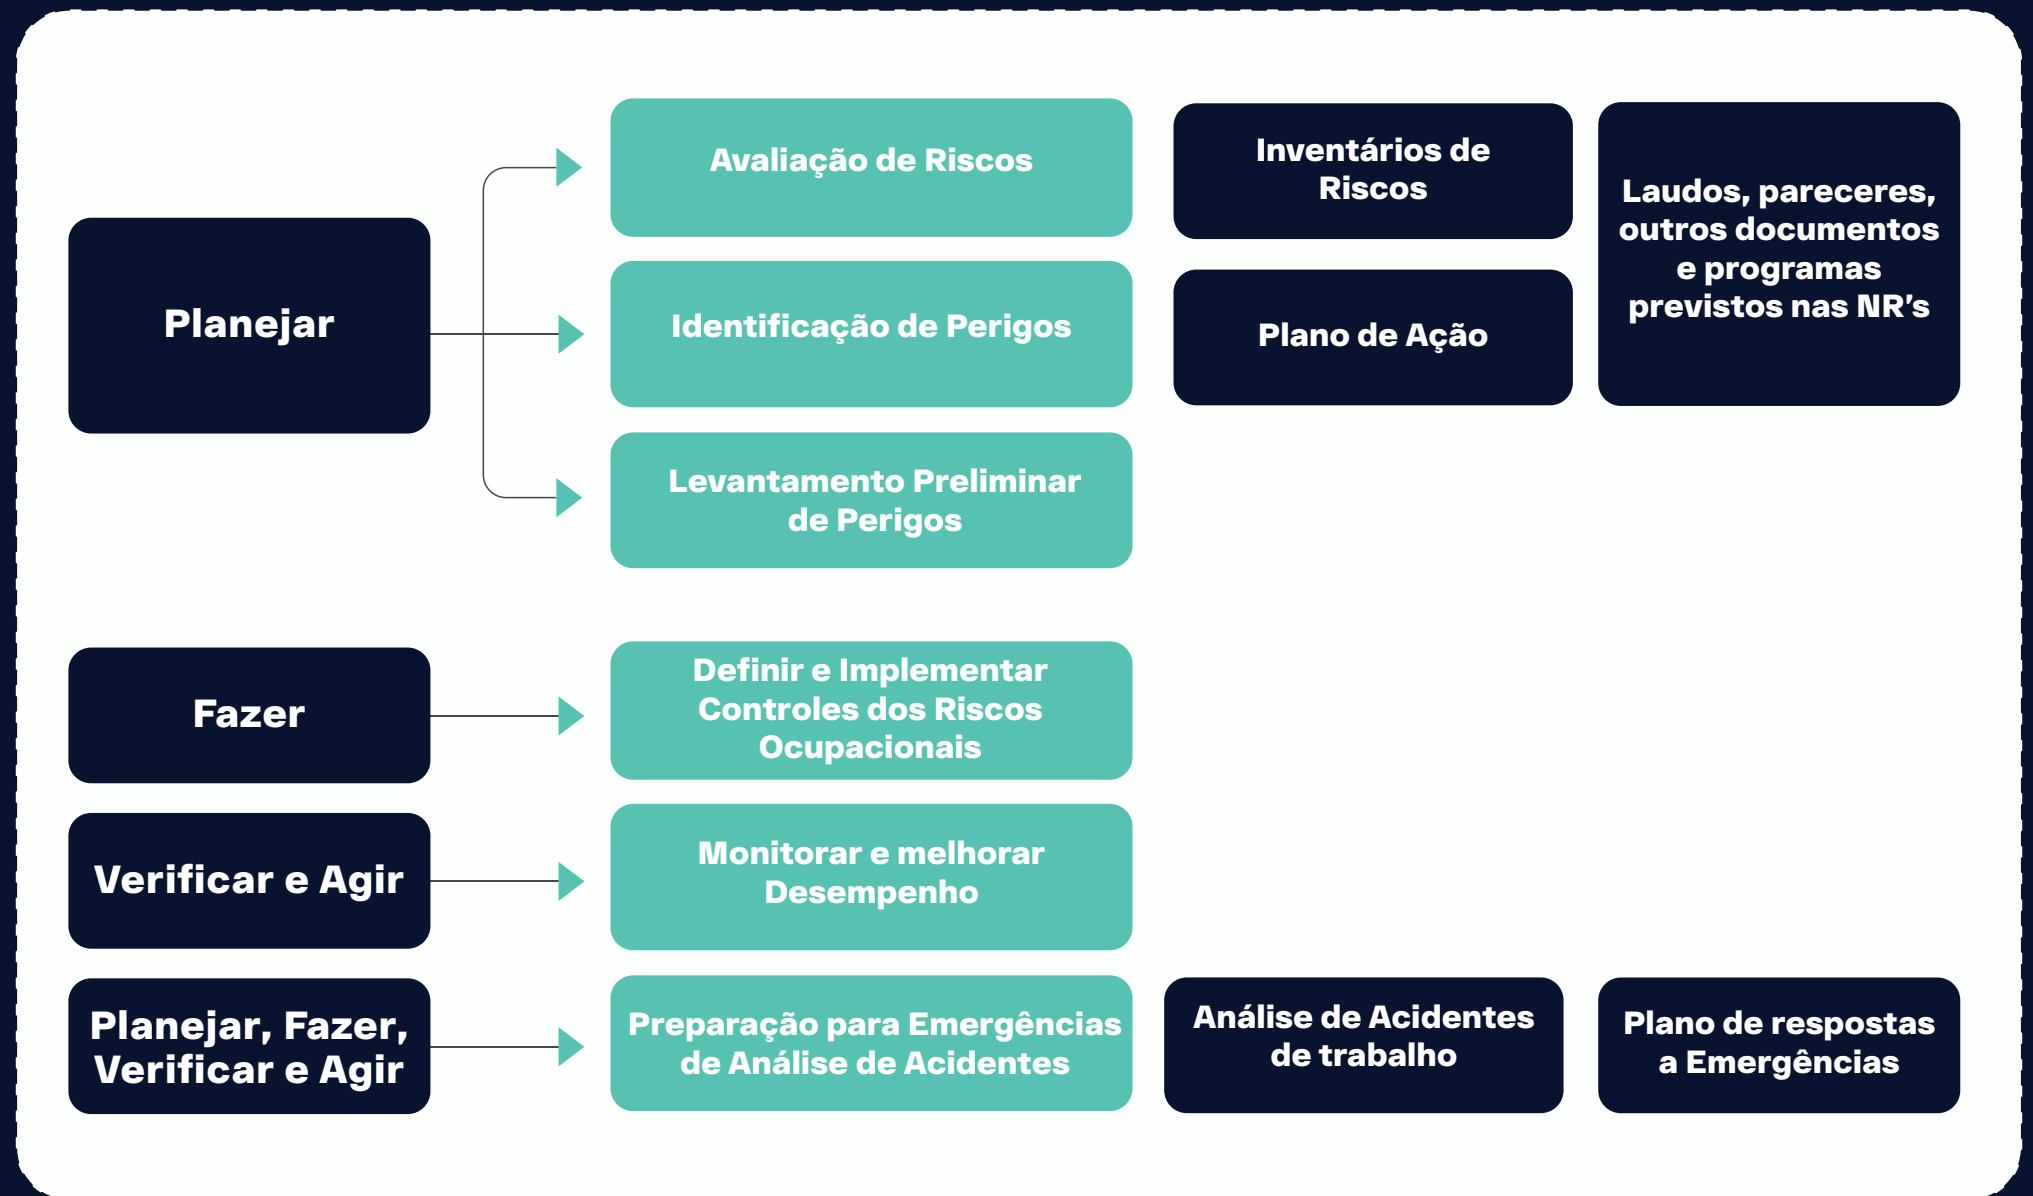 Planejar
Avaliação de Riscos
Identificação de Perigos
Levantamento Preliminar
de Perigos
Inventários de
Riscos
Plano de Ação
Laudos, pareceres,
outros documentos
e programas
previstos nas NR’s
Fazer
Definir e Implementar
Controles dos Riscos
Ocupacionais
Verificar e Agir
Monitorar e melhorar
Desempenho
Planejar, Fazer,
Verificar e Agir
Preparação para Emergências
de Análise de Acidentes
Análise de Acidentes
de trabalho
Plano de respostas
a Emergências